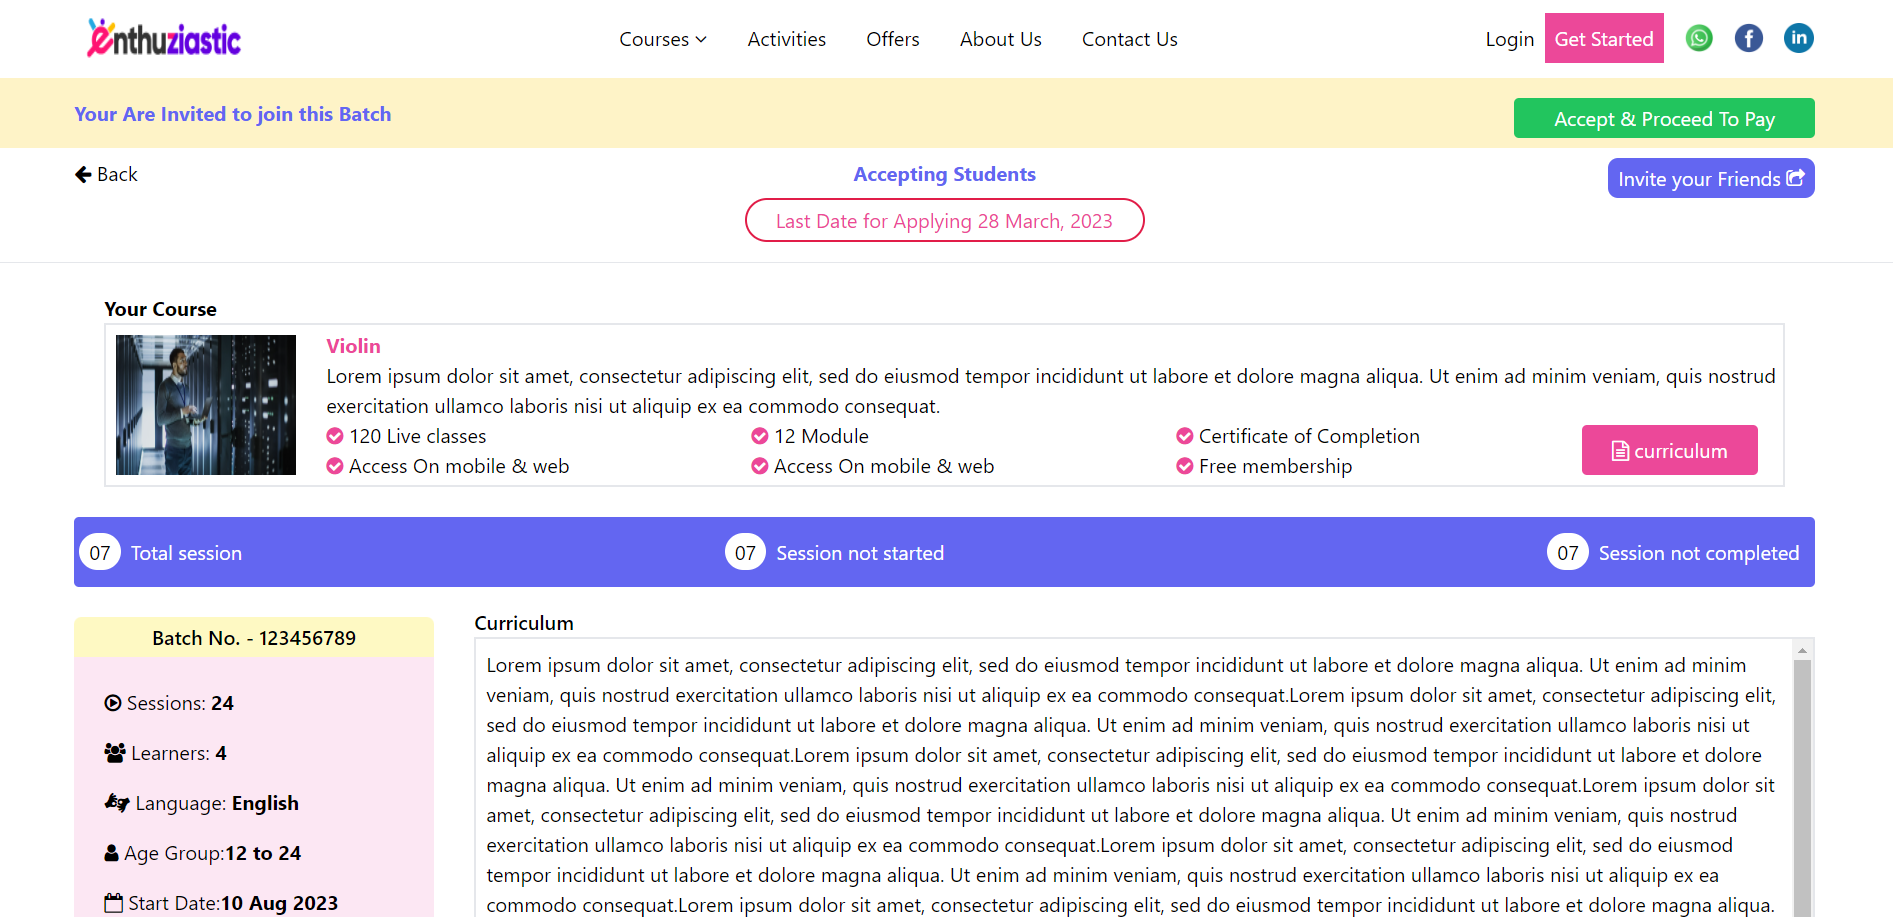 enthuziastic
Courses Activities Offers About Us Contact Us Login Get Started
Your Are Invited to join this Batch
Accept & Proceed To Pay
Back
Accepting Students
Invite your Friends
Last Date for Applying 28 March, 2023
Your Course
Violin
Lorem ipsum dolor sit amet, consectetur adipiscing elit, sed do eiusmod tempor incididunt ut labore et dolore magna aliqua. Ut enim ad minim veniam, quis nostrud
exercitation ullamco laboris nisi ut aliquip ex ea commodo consequat.
120 Live classes 12 Module Certificate of Completion
Access On mobile & web Access On mobile & web Free membership
curriculum
07 Total session 07 Session not started 07 Session not completed
Batch No. - 123456789
Sessions: 24
Learners: 4
Language: English
Age Group:12 to 24
Start Date:10 Aug 2023
Curriculum
Lorem ipsum dolor sit amet, consectetur adipiscing elit, sed do eiusmod tempor incididunt ut labore et dolore magna aliqua. Ut enim ad minim
veniam, quis nostrud exercitation ullamco laboris nisi ut aliquip ex ea commodo consequat.Lorem ipsum dolor sit amet, consectetur adipiscing elit,
sed do eiusmod tempor incididunt ut labore et dolore magna aliqua. Ut enim ad minim veniam, quis nostrud exercitation ullamco laboris nisi ut
aliquip ex ea commodo consequat.Lorem ipsum dolor sit amet, consectetur adipiscing elit, sed do eiusmod tempor incididunt ut labore et dolore
magna aliqua. Ut enim ad minim veniam, quis nostrud exercitation ullamco laboris nisi ut aliquip ex ea commodo consequat.Lorem ipsum dolor sit
amet, consectetur adipiscing elit, sed do eiusmod tempor incididunt ut labore et dolore magna aliqua. Ut enim ad minim veniam, quis nostrud
exercitation ullamco laboris nisi ut aliquip ex ea commodo consequat.Lorem ipsum dolor sit amet, consectetur adipiscing elit, sed do eiusmod
tempor incididunt ut labore et dolore magna aliqua. Ut enim ad minim veniam, quis nostrud exercitation ullamco laboris nisi ut aliquip ex ea
commodo consequat.Lorem ipsum dolor sit amet, consectetur adipiscing elit, sed do eiusmod tempor incididunt ut labore et dolore magna aliqua.